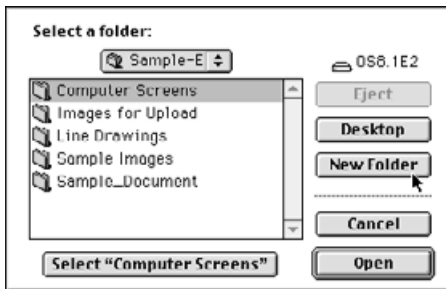 Select a folder:
Sample-E
OS8.1E2
Computer Screens
Images for Upload
Line Drawings
Sample Images
Sample_Document
Eject
Desktop
New Folder
Cancel
Select "Computer Screens"
Open